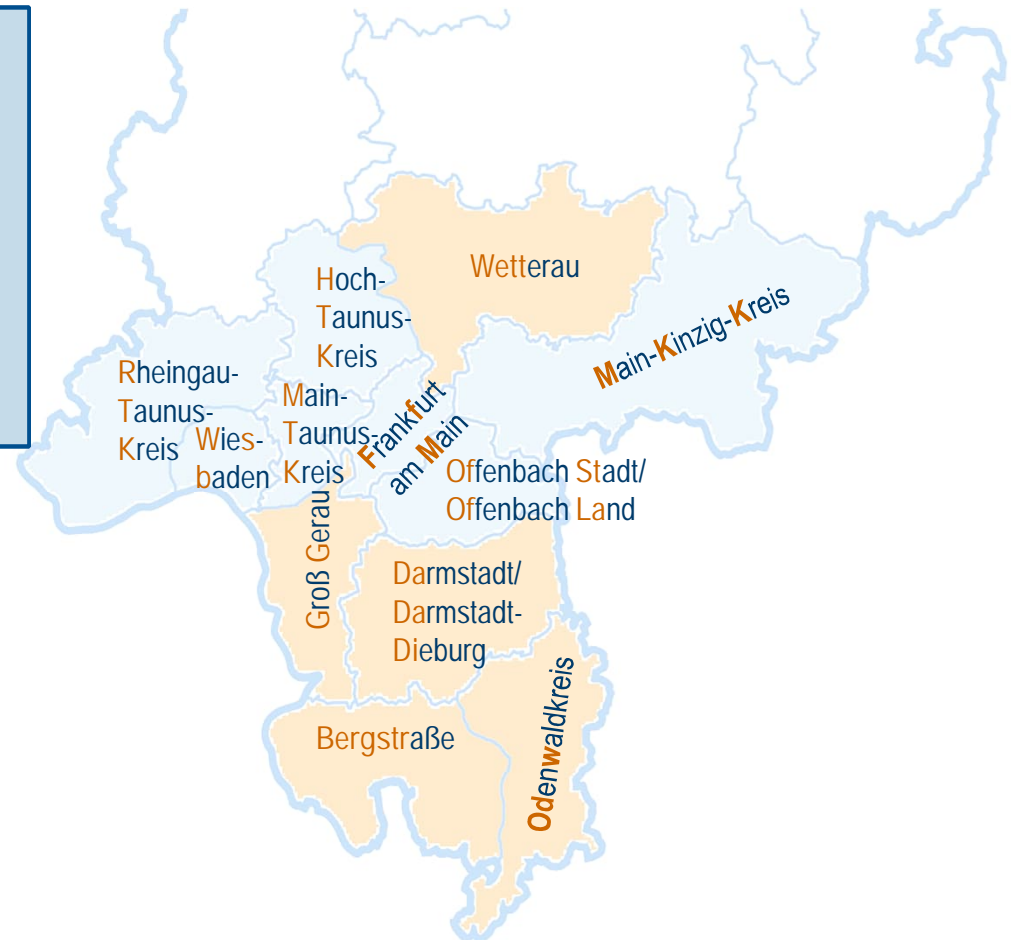 Wetterau
Hoch-
Taunus-
Kreis
Main-Kinzig-Kreis
Rheingau-
Taunus-
Kreis
Wies-
baden
Main-
Taunus-
Kreis
Frankfurt
am Main
Offenbach Stadt/
Offenbach Land
Groß Gerau
Darmstadt/
Darmstadt-
Dieburg
Bergstraße
Odenwaldkreis